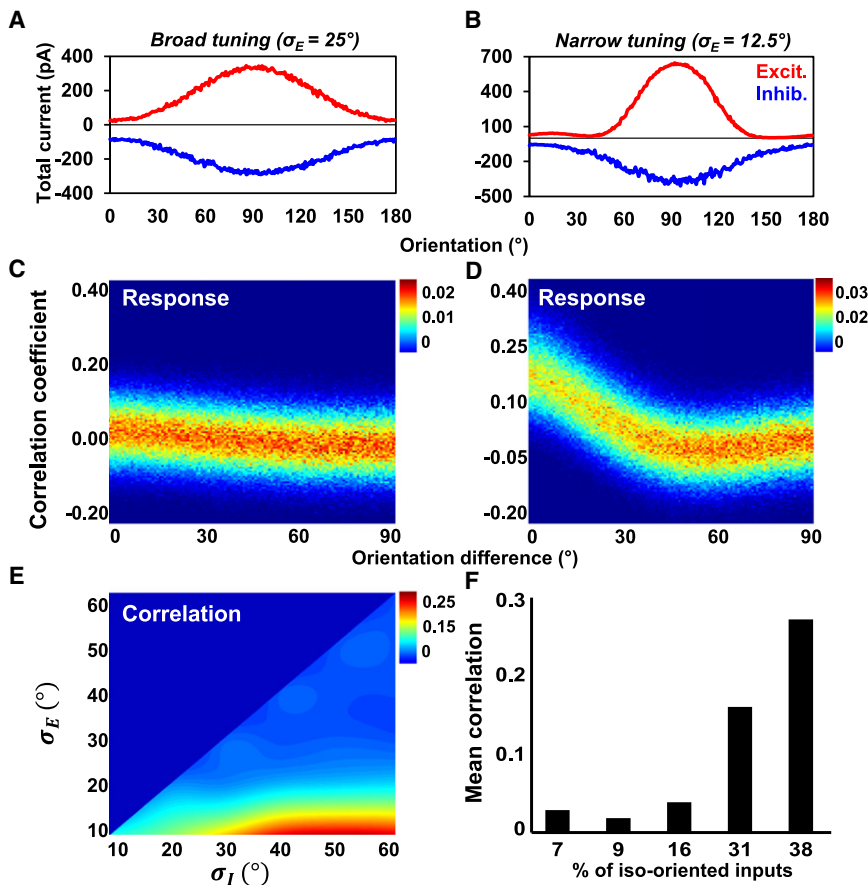 A
Broad tuning (σE = 25°)
Total current (pA)
400
200
0
-200
-400
0 30 60 90 120 150 180
B
Narrow tuning (σE = 12.5°)
Excit.
Inhib.
700
400
100
-200
-500
0 30 60 90 120 150 180
Orientation (°)
C
Response
Correlation coefficient
0.40
0.20
0.00
-0.20
0 30 60 90
0.02
0.01
0
D
Response
0.40
0.25
0.10
-0.05
-0.20
0 30 60 90
0.03
0.02
0
Orientation difference (°)
E
Correlation
σE (°)
60
50
40
30
20
10
10 20 30 40 50 60
σI (°)
0.25
0.15
0
F
Mean correlation
0.3
0.2
0.1
0
7 9 16 31 38
% of iso-oriented inputs